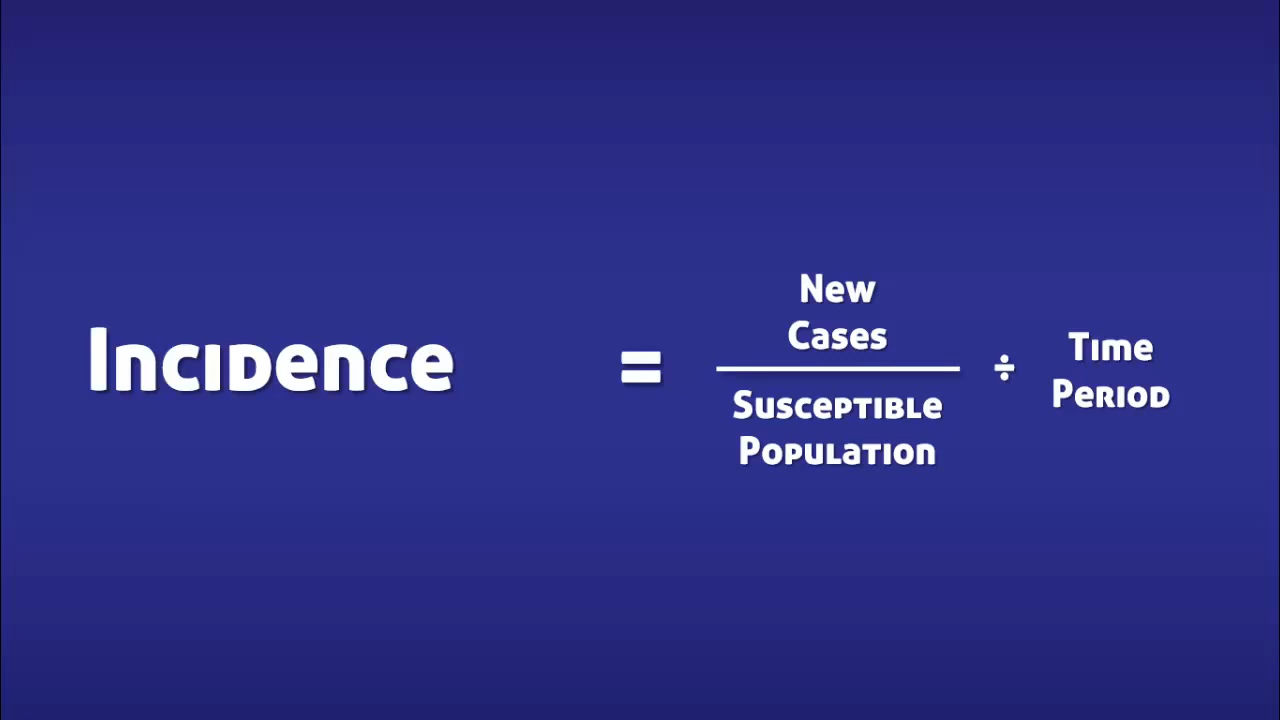 Incidence
=
New
Cases
Susceptible
Population
÷
Time
Period